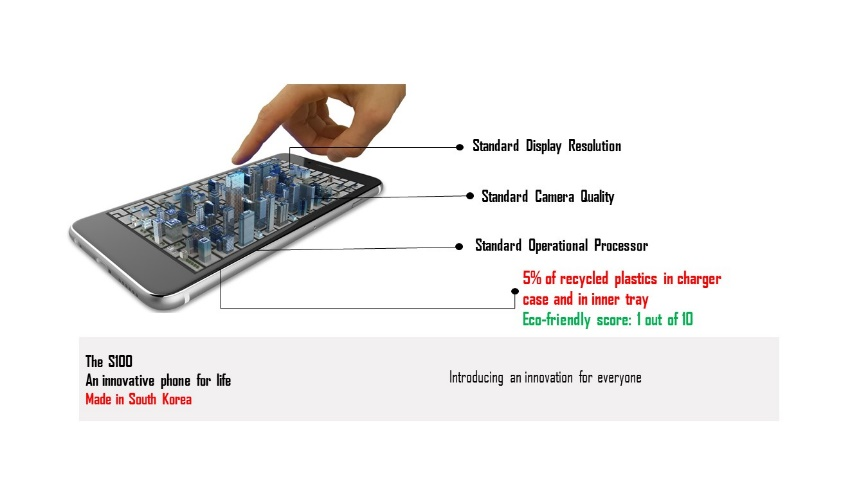 Standard Display Resolution
Standard Camera Quality
Standard Operational Processor
5% of recycled plastics in charger
case and in inner tray
Eco-friendly score: 1 out of 10
The S100
An innovative phone for life
Made in South Korea
Introducing an innovation for everyone